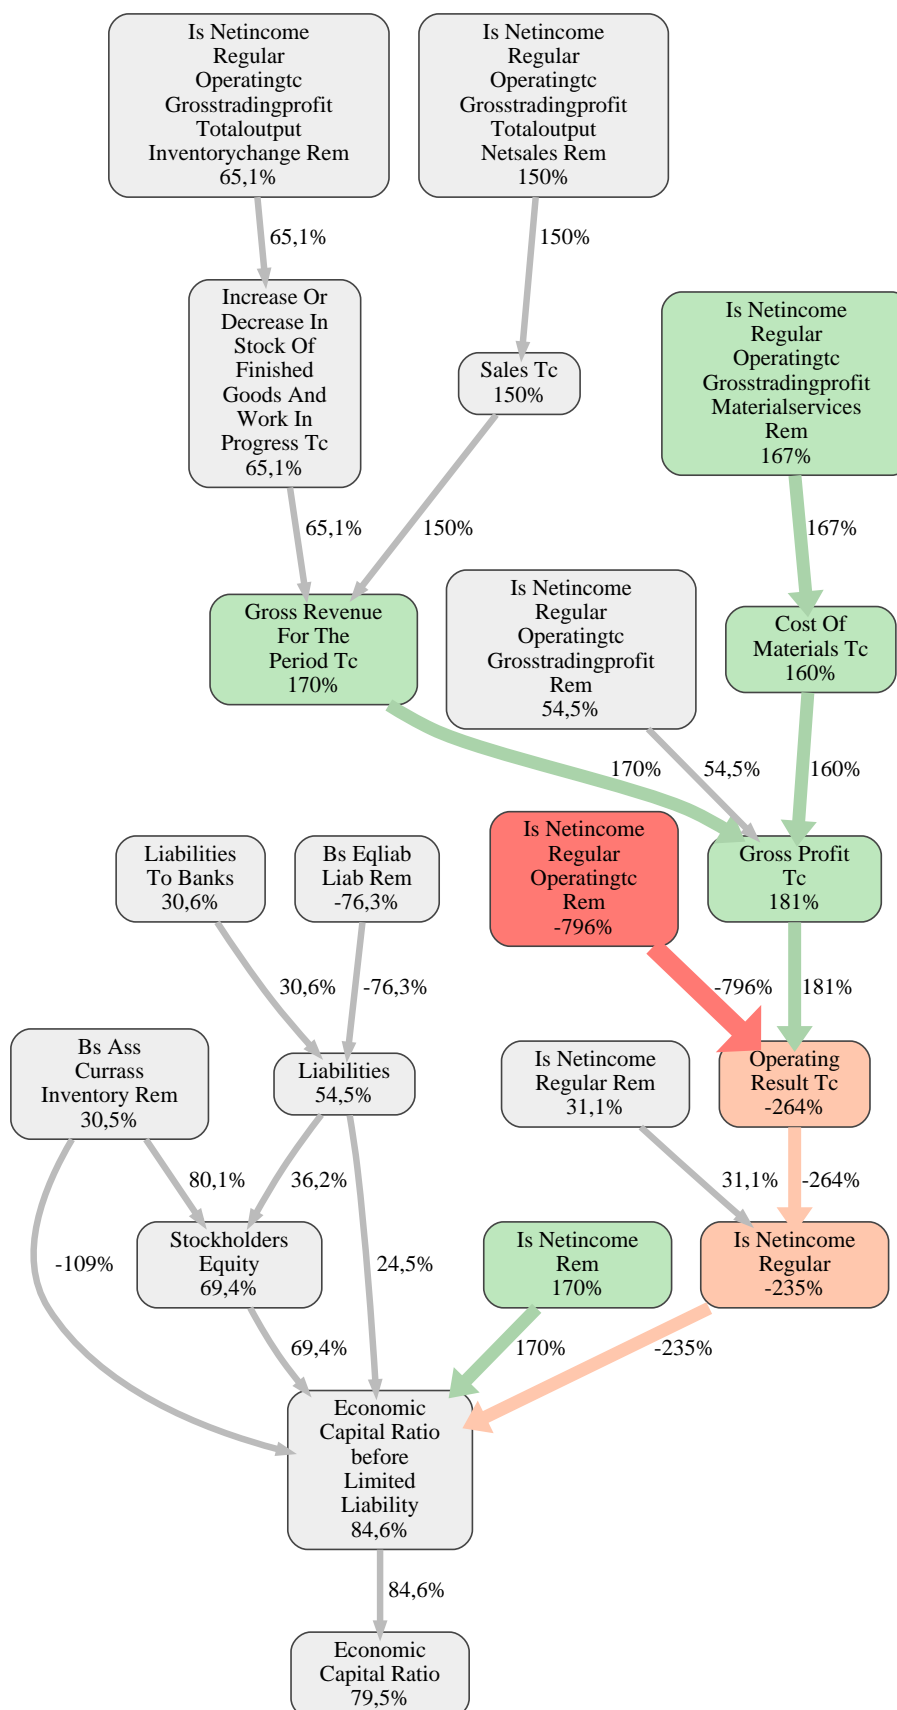 Is Netincome
Regular
Operatingtc
Grosstradingprofit
Totaloutput
Inventorychange Rem
65,1%
Is Netincome
Regular
Operatingtc
Grosstradingprofit
Totaloutput
Netsales Rem
150%
65,1%
150%
Increase Or
Decrease In
Stock Of
Finished
Goods And
Work In
Progress Tc
65,1%
Sales Tc
150%
Is Netincome
Regular
Operatingtc
Grosstradingprofit
Materialservices
Rem
167%
65,1%
150%
167%
Gross Revenue
For The
Period Tc
170%
Is Netincome
Regular
Operatingtc
Grosstradingprofit
Rem
54,5%
Cost Of
Materials Tc
160%
170%
54,5%
160%
Liabilities
To Banks
30,6%
Bs Eqliab
Liab Rem
-76,3%
Is Netincome
Regular
Operatingtc
Rem
-796%
Gross Profit
Tc
181%
30,6%
-76,3%
-796%
181%
Bs Ass
Currass
Inventory Rem
30,5%
Liabilities
54,5%
Is Netincome
Regular Rem
31,1%
Operating
Result Tc
-264%
80,1%
36,2%
31,1%
-264%
-109%
Stockholders
Equity
69,4%
24,5%
Is Netincome
Rem
170%
Is Netincome
Regular
-235%
69,4%
170%
-235%
Economic
Capital Ratio
before
Limited
Liability
84,6%
84,6%
Economic
Capital Ratio
79,5%